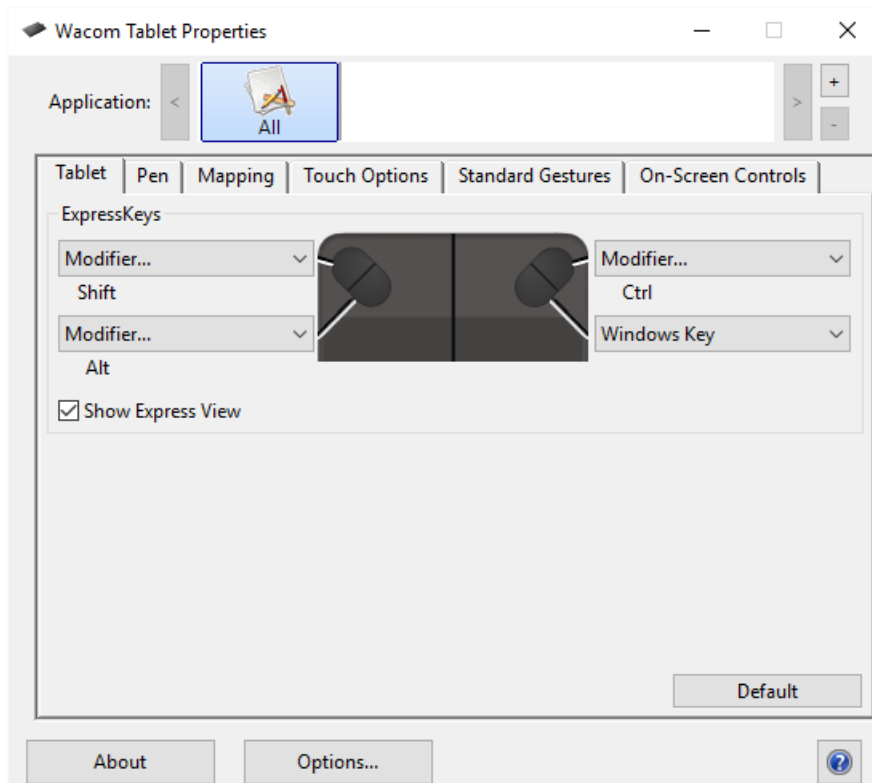 Wacom Tablet Properties
Application:
<
All
>
+
-
Tablet
Pen
Mapping
Touch Options
Standard Gestures
On-Screen Controls
ExpressKeys
Modifier...
Modifier...
Shift
Ctrl
Modifier...
Windows Key
Alt
Show Express View
Default
About
Options...
?